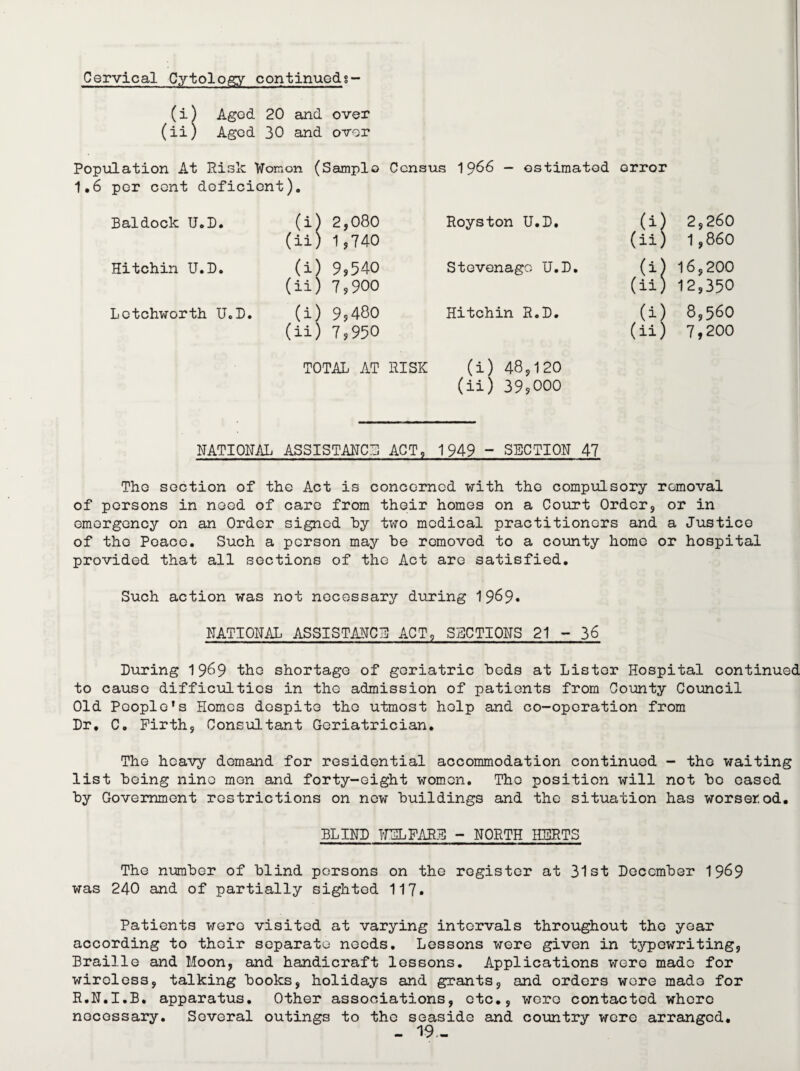 Cervical Cytology continued:-
(i) Aged 20 and over
(ii) Aged 30 and over
Population At Risk Women (Sample Census 1966 - estimated error
1.6 per cent deficient).
Baldock U.D. (i) 2,080 Royston U.D. (i) 2,260
(ii) 1,740 (ii) 1,860
Hitchin U.D. (i) 9,540 Stevenage U.D. (i) 16,200
(ii) 7,900 (ii) 12,350
Letchworth U.D. (i) 9,480 Hitchin R.D. (i) 8,560
(ii) 7,950 (ii) 7,200
TOTAL AT RISK (i) 48,120
(ii) 39,000
NATIONAL ASSISTANCE ACT, 1949 - SECTION 47
The section of the Act is concerned with the compulsory removal
of persons in need of care from their homes on a Court Order, or in
emergency on an Order signed by two medical practitioners and a Justice
of the Peace. Such a person may be removed to a county home or hospital
provided that all sections of the Act are satisfied.
Such action was not necessary during 1969.
NATIONAL ASSISTANCE ACT, SECTIONS 21 - 36
During 1969 the shortage of geriatric beds at Lister Hospital continued
to cause difficulties in the admission of patients from County Council
Old People's Homes despite the utmost help and co-operation from
Dr. C. Firth, Consultant Geriatrician.
The heavy demand for residential accommodation continued - the waiting
list being nine men and forty-eight women. The position will not be eased
by Government restrictions on new buildings and the situation has worsened.
BLIND WELFARE - NORTH HERTS
The number of blind persons on the register at 31st December 1969
was 240 and of partially sighted 117.
Patients were visited at varying intervals throughout the year
according to their separate needs. Lessons were given in typewriting,
Braille and Moon, and handicraft lessons. Applications were made for
wireless, talking books, holidays and grants, and orders were made for
R.N.I.B. apparatus. Other associations, etc., were contacted where
necessary. Several outings to the seaside and country were arranged.
- 19.-